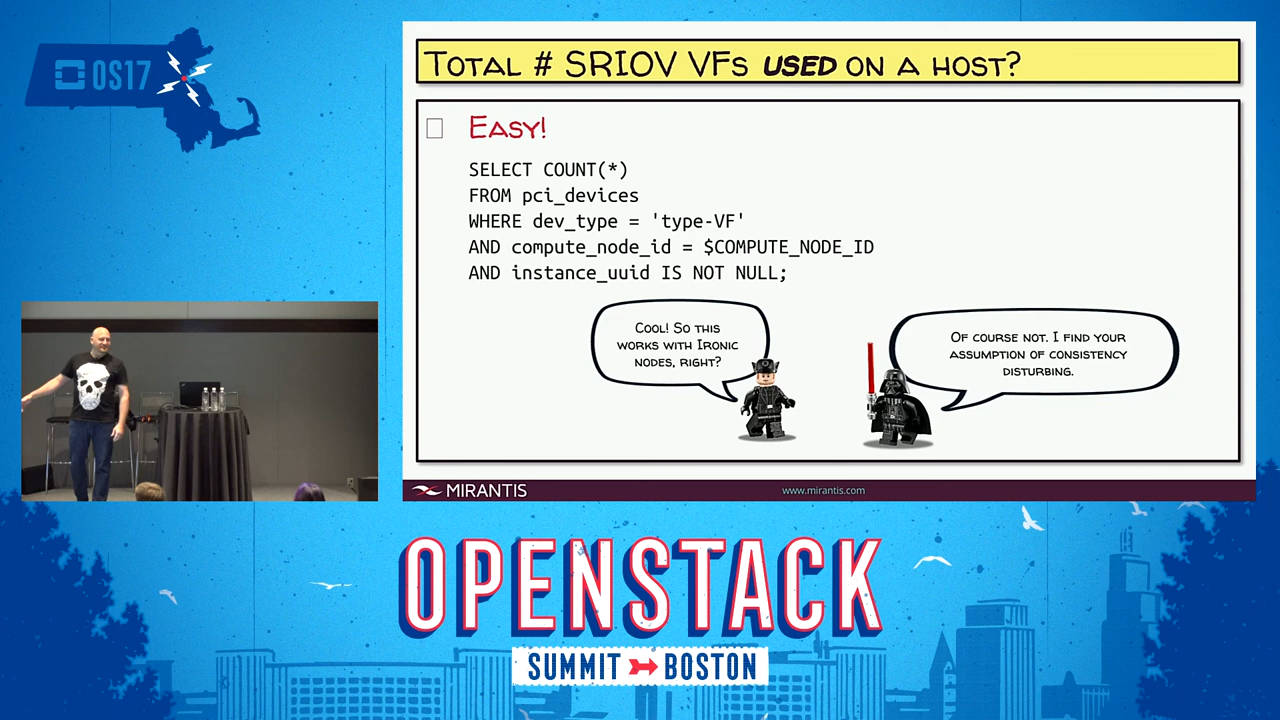 OS17
TOTAL # SRIOV VFS USED ON A HOST?
EASY!
SELECT COUNT(*)
FROM pci_devices
WHERE dev_type = 'type-VF'
AND compute_node_id = $COMPUTE_NODE_ID
AND instance_uuid IS NOT NULL;
COOL! SO THIS
WORKS WITH IRONIC
NODES, RIGHT?
OF COURSE NOT. I FIND YOUR
ASSUMPTION OF CONSISTENCY
DISTURBING.
MIRANTIS
www.mirantis.com
OPENSTACK
SUMMIT BOSTON